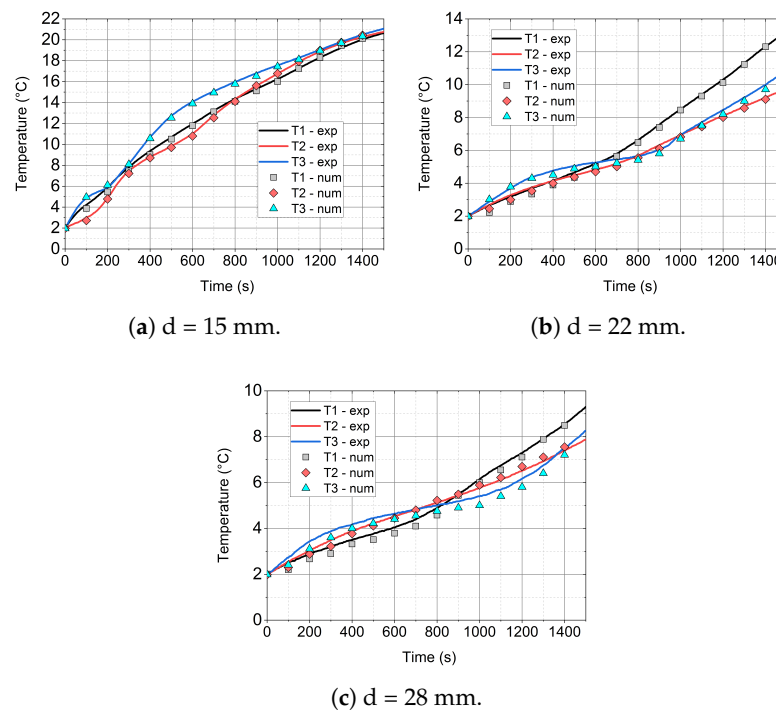 22
20
18
16
14
12
10
8
6
4
2
0
Temperature (°C)
T1 - exp
T2 - exp
T3 - exp
T1 - num
T2 - num
T3 - num
0 200 400 600 800 1000 1200 1400
Time (s)
(a) d = 15 mm.
14
12
10
8
6
4
2
0
Temperature (°C)
T1 - exp
T2 - exp
T3 - exp
T1 - num
T2 - num
T3 - num
0 200 400 600 800 1000 1200 1400
Time (s)
(b) d = 22 mm.
10
8
6
4
2
0
Temperature (°C)
T1 - exp
T2 - exp
T3 - exp
T1 - num
T2 - num
T3 - num
0 200 400 600 800 1000 1200 1400
Time (s)
(c) d = 28 mm.